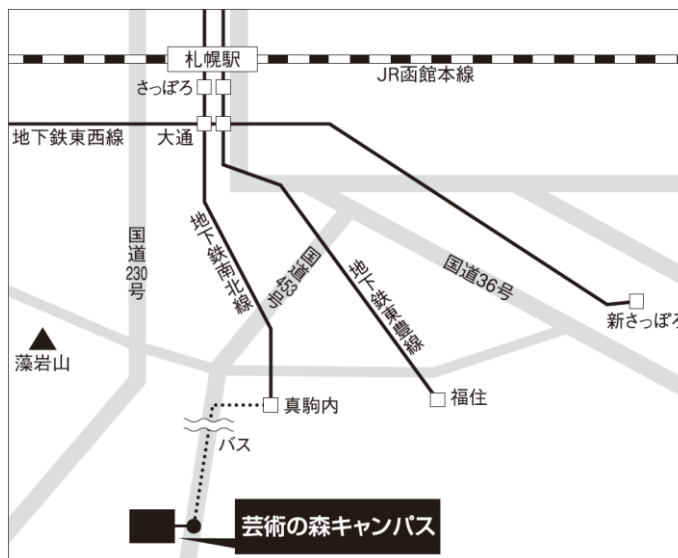 札幌駅
JR函館本線
さっぽろ
地下鉄東西線
大通
国道230号
地下鉄南北線
国道453号
地下鉄東豊線
国道36号
新さっぽろ
藻岩山
真駒内
福住
バス
芸術の森キャンパス